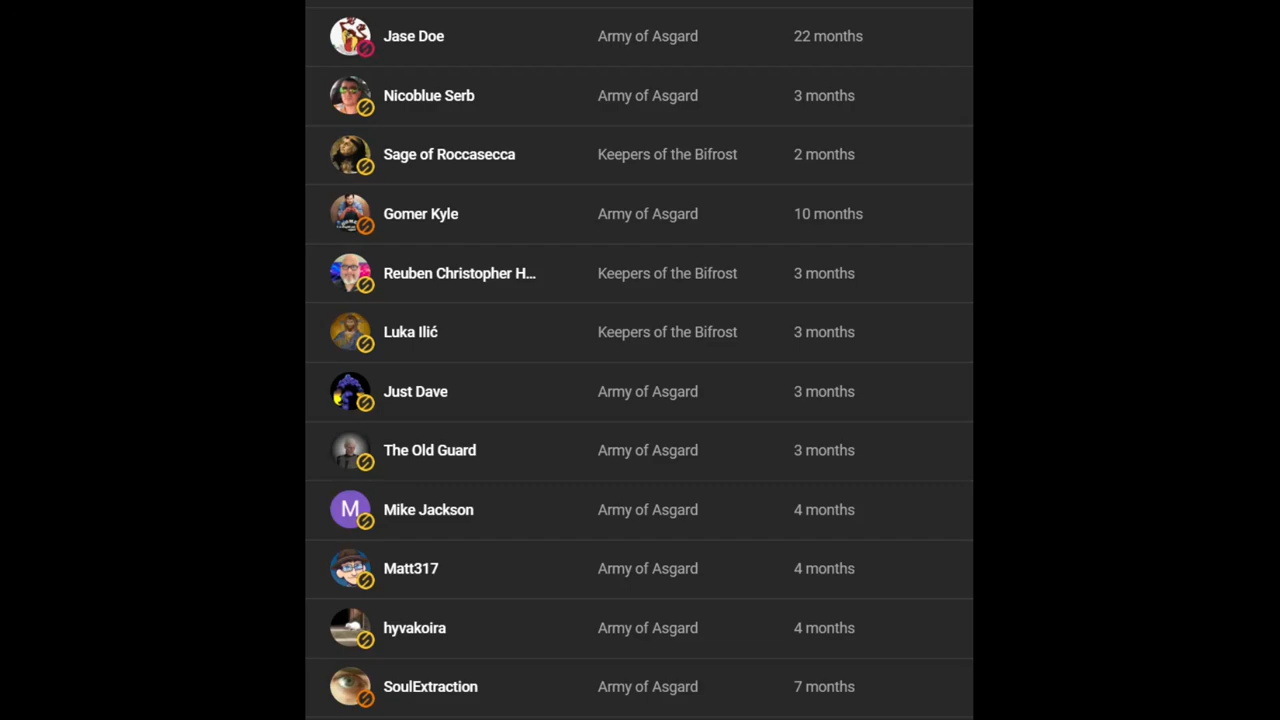 Jase Doe Army of Asgard 22 months
Nicoblue Serb Army of Asgard 3 months
Sage of Roccasecca Keepers of the Bifrost 2 months
Gomer Kyle Army of Asgard 10 months
Reuben Christopher H... Keepers of the Bifrost 3 months
Luka Ilić Keepers of the Bifrost 3 months
Just Dave Army of Asgard 3 months
The Old Guard Army of Asgard 3 months
M Mike Jackson Army of Asgard 4 months
Matt317 Army of Asgard 4 months
hyvakoira Army of Asgard 4 months
SoulExtraction Army of Asgard 7 months